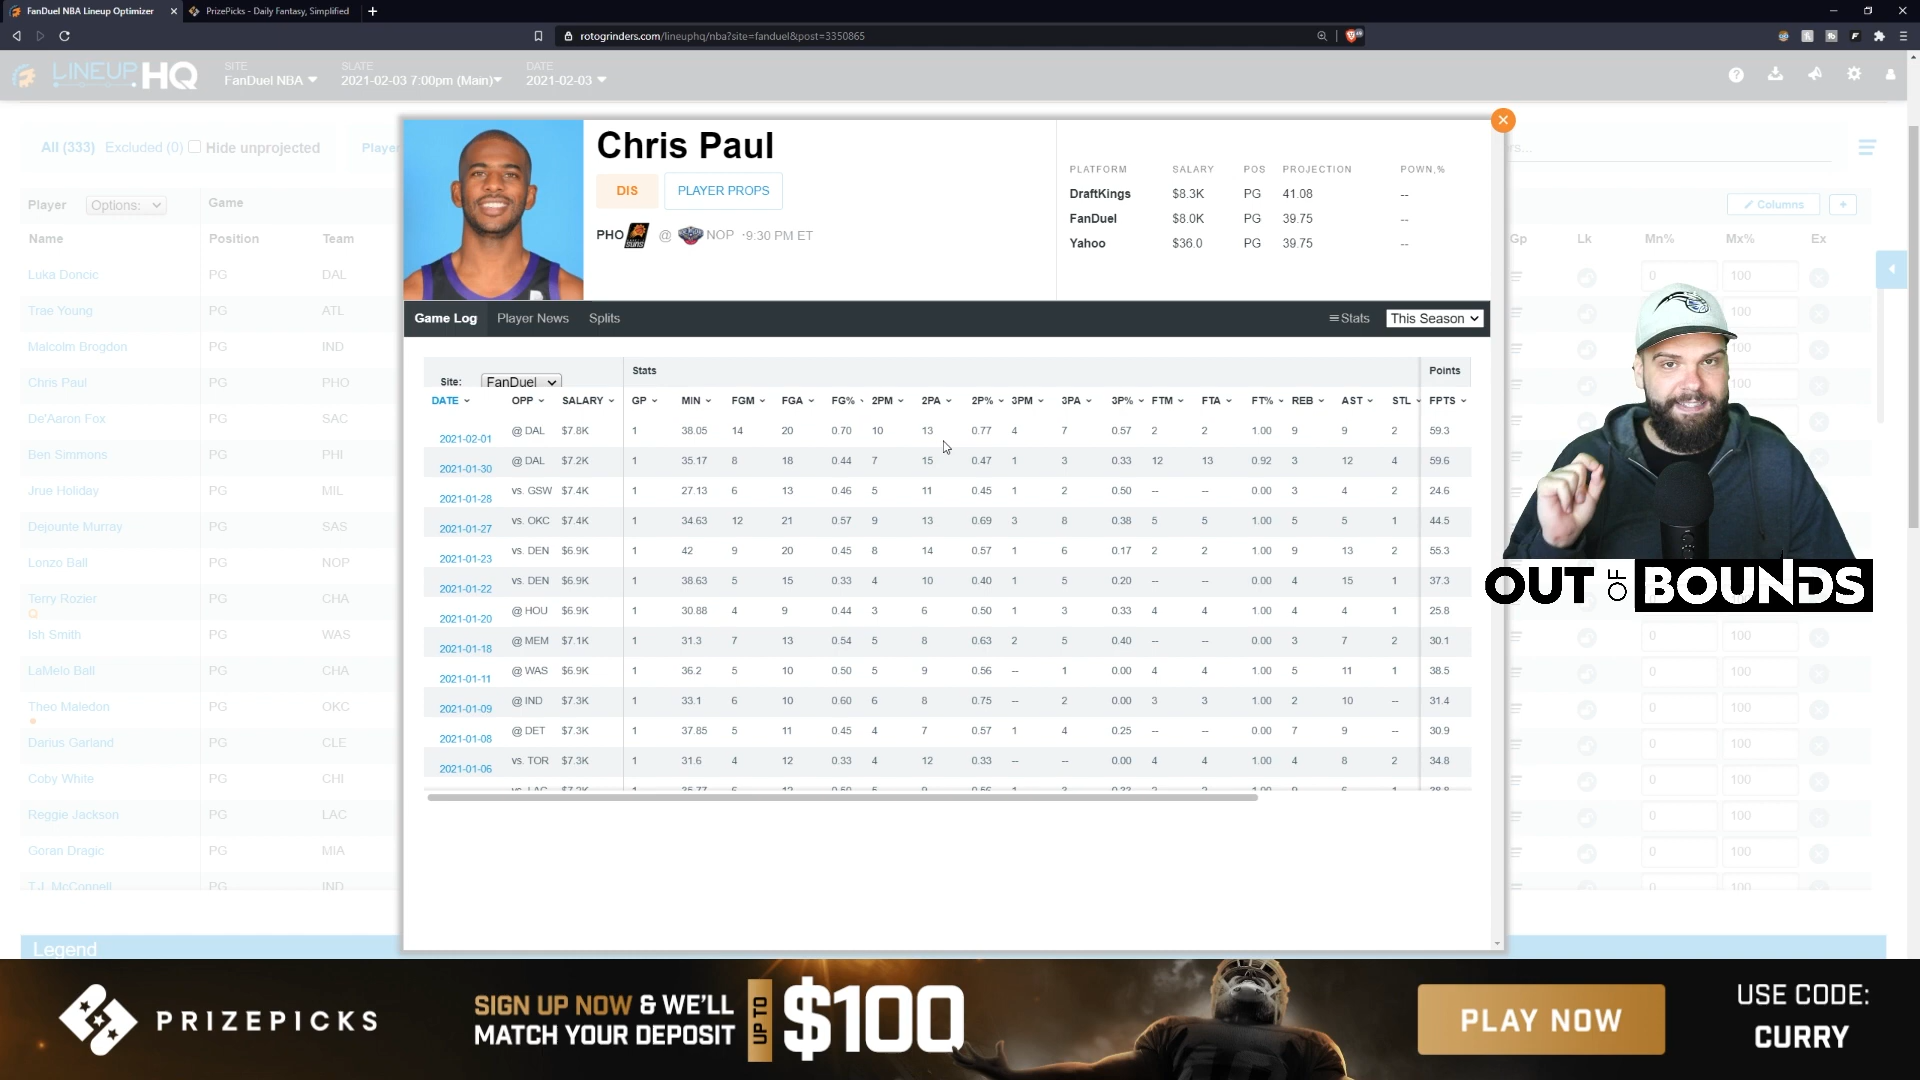 FanDuel NBA Lineup Optimizer
PrizePicks - Daily Fantasy, Simplified
rotogrinders.com/lineuphq/nba?site=fanduel&post=3350865
LINEUPHQ
SITE
FanDuel NBA
SLATE
2021-02-03 7:00pm (Main)
DATE
2021-02-03
All (333) Excluded (0) Hide unprojected
Player Options: Game
Name Position Team
Luka Doncic PG DAL
Trae Young PG ATL
Malcolm Brogdon PG IND
Chris Paul PG PHO
De'Aaron Fox PG SAC
Ben Simmons PG PHI
Jrue Holiday PG MIL
Dejounte Murray PG SAS
Lonzo Ball PG NOP
Terry Rozier PG CHA
Q
Ish Smith PG WAS
LaMelo Ball PG CHA
Theo Maledon PG OKC
Darius Garland PG CLE
Coby White PG CHI
Reggie Jackson PG LAC
Goran Dragic PG MIA
T.J. McConnell PG IND
Legend
Chris Paul
DIS PLAYER PROPS
PHO @ NOP ·9:30 PM ET
PLATFORM SALARY POS PROJECTION POWN,%
DraftKings $8.3K PG 41.08 --
FanDuel $8.0K PG 39.75 --
Yahoo $36.0 PG 39.75 --
Game Log Player News Splits Stats This Season
Site: FanDuel Stats Points
DATE OPP SALARY GP MIN FGM FGA FG% 2PM 2PA 2P% 3PM 3PA 3P% FTM FTA FT% REB AST STL FPTS
2021-02-01 @ DAL $7.8K 1 38.05 14 20 0.70 10 13 0.77 4 7 0.57 2 2 1.00 9 9 2 59.3
2021-01-30 @ DAL $7.2K 1 35.17 8 18 0.44 7 15 0.47 1 3 0.33 12 13 0.92 3 12 4 59.6
2021-01-28 vs. GSW $7.4K 1 27.13 6 13 0.46 5 11 0.45 1 2 0.50 -- -- 0.00 3 4 2 24.6
2021-01-27 vs. OKC $7.4K 1 34.63 12 21 0.57 9 13 0.69 3 8 0.38 5 5 1.00 5 5 1 44.5
2021-01-23 vs. DEN $6.9K 1 42 9 20 0.45 8 14 0.57 1 6 0.17 2 2 1.00 9 13 2 55.3
2021-01-22 vs. DEN $6.9K 1 38.63 5 15 0.33 4 10 0.40 1 5 0.20 -- -- 0.00 4 15 1 37.3
2021-01-20 @ HOU $6.9K 1 30.88 4 9 0.44 3 6 0.50 1 3 0.33 4 4 1.00 4 4 1 25.8
2021-01-18 @ MEM $7.1K 1 31.3 7 13 0.54 5 8 0.63 2 5 0.40 -- -- 0.00 3 7 2 30.1
2021-01-11 @ WAS $6.9K 1 36.2 5 10 0.50 5 9 0.56 -- 1 0.00 4 4 1.00 5 11 1 38.5
2021-01-09 @ IND $7.3K 1 33.1 6 10 0.60 6 8 0.75 -- 2 0.00 3 3 1.00 2 10 -- 31.4
2021-01-08 @ DET $7.3K 1 37.85 5 11 0.45 4 7 0.57 1 4 0.25 -- -- 0.00 7 9 -- 30.9
2021-01-06 vs. TOR $7.3K 1 31.6 4 12 0.33 4 12 0.33 -- -- 0.00 4 4 1.00 4 8 2 34.8
Columns +
Gp Lk Mn% Mx% Ex
0 100
100
100
0 100
0 100
0 100
0 100
0 100
0 100
0 100
0 100
OUT OF BOUNDS
PRIZEPICKS
SIGN UP NOW & WE'LL
MATCH YOUR DEPOSIT
UP TO
$100
PLAY NOW
USE CODE:
CURRY